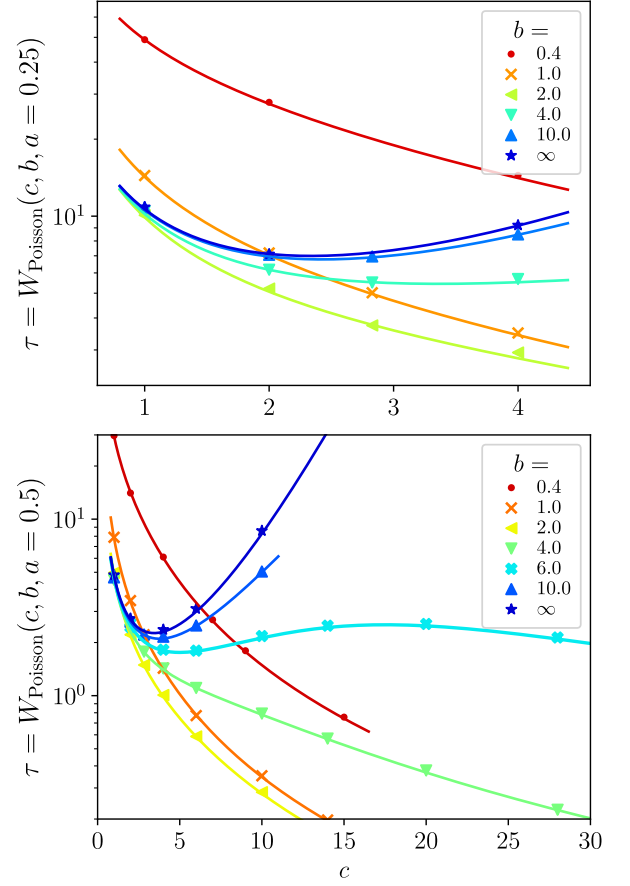 τ = W_Poisson(c, b, a = 0.25)
10^1
b =
0.4
1.0
2.0
4.0
10.0
∞
1 2 3 4
τ = W_Poisson(c, b, a = 0.5)
10^1
10^0
b =
0.4
1.0
2.0
4.0
6.0
10.0
∞
0 5 10 15 20 25 30
c